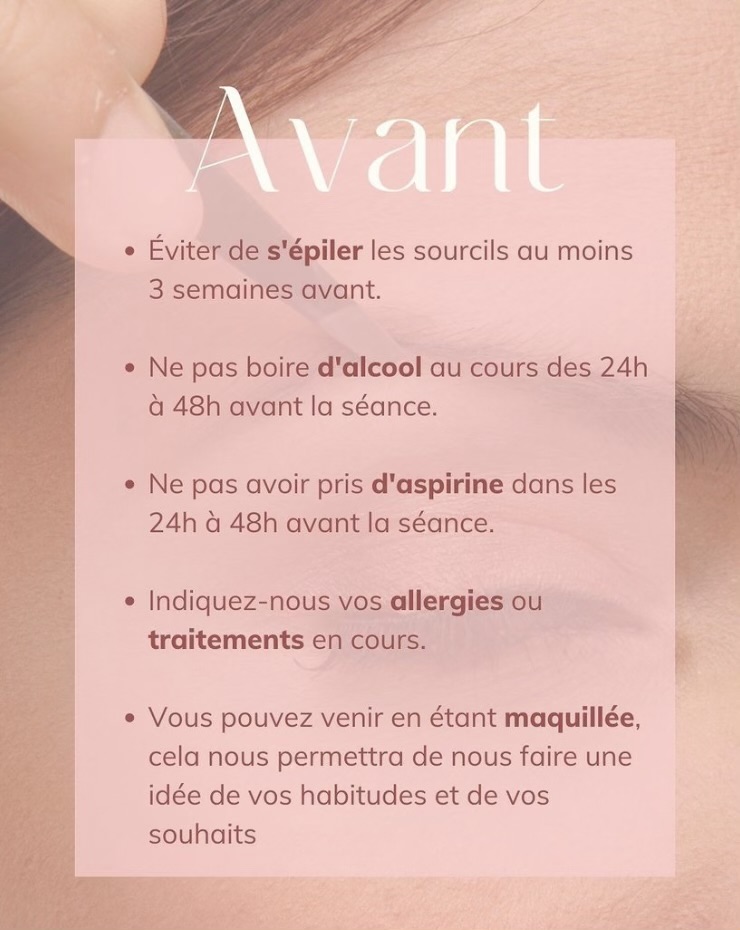 Avant
• Éviter de s'épiler les sourcils au moins
3 semaines avant.
• Ne pas boire d'alcool au cours des 24h
à 48h avant la séance.
• Ne pas avoir pris d'aspirine dans les
24h à 48h avant la séance.
• Indiquez-nous vos allergies ou
traitements en cours.
• Vous pouvez venir en étant maquillée,
cela nous permettra de nous faire une
idée de vos habitudes et de vos
souhaits